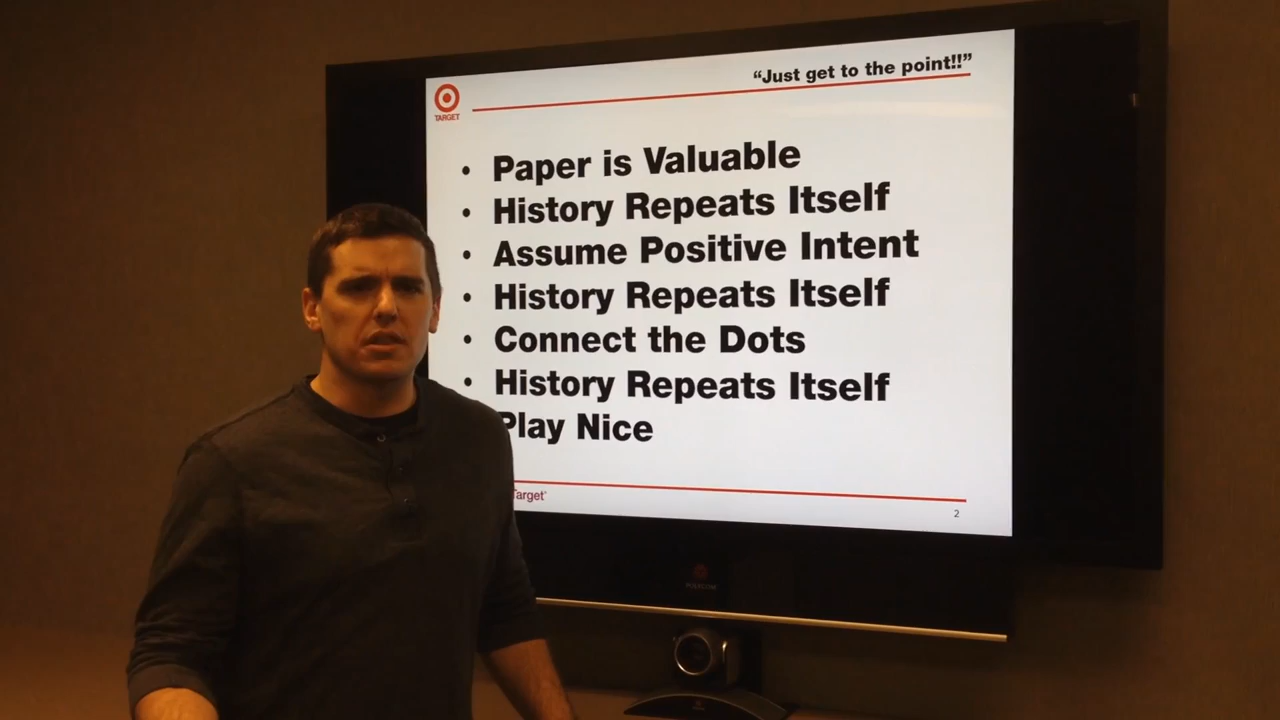 “Just get to the point!!”
TARGET
• Paper is Valuable
• History Repeats Itself
• Assume Positive Intent
• History Repeats Itself
• Connect the Dots
• History Repeats Itself
Play Nice
Target
2
POLYCOM